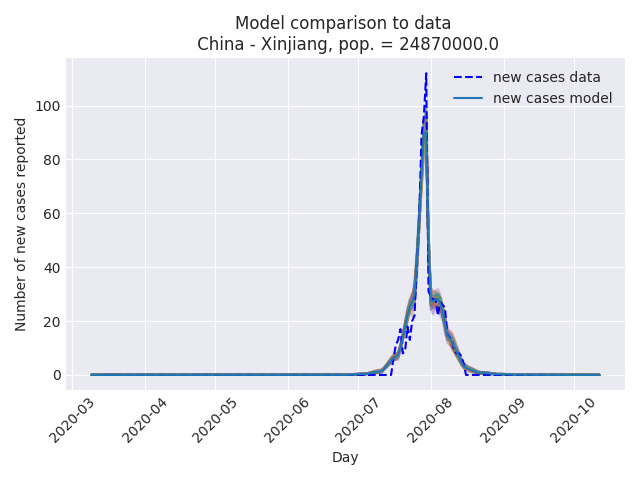 Model comparison to data
China - Xinjiang, pop. = 24870000.0
new cases data
new cases model
Number of new cases reported
100
80
60
40
20
0
2020-03
2020-04
2020-05
2020-06
2020-07
2020-08
2020-09
2020-10
Day